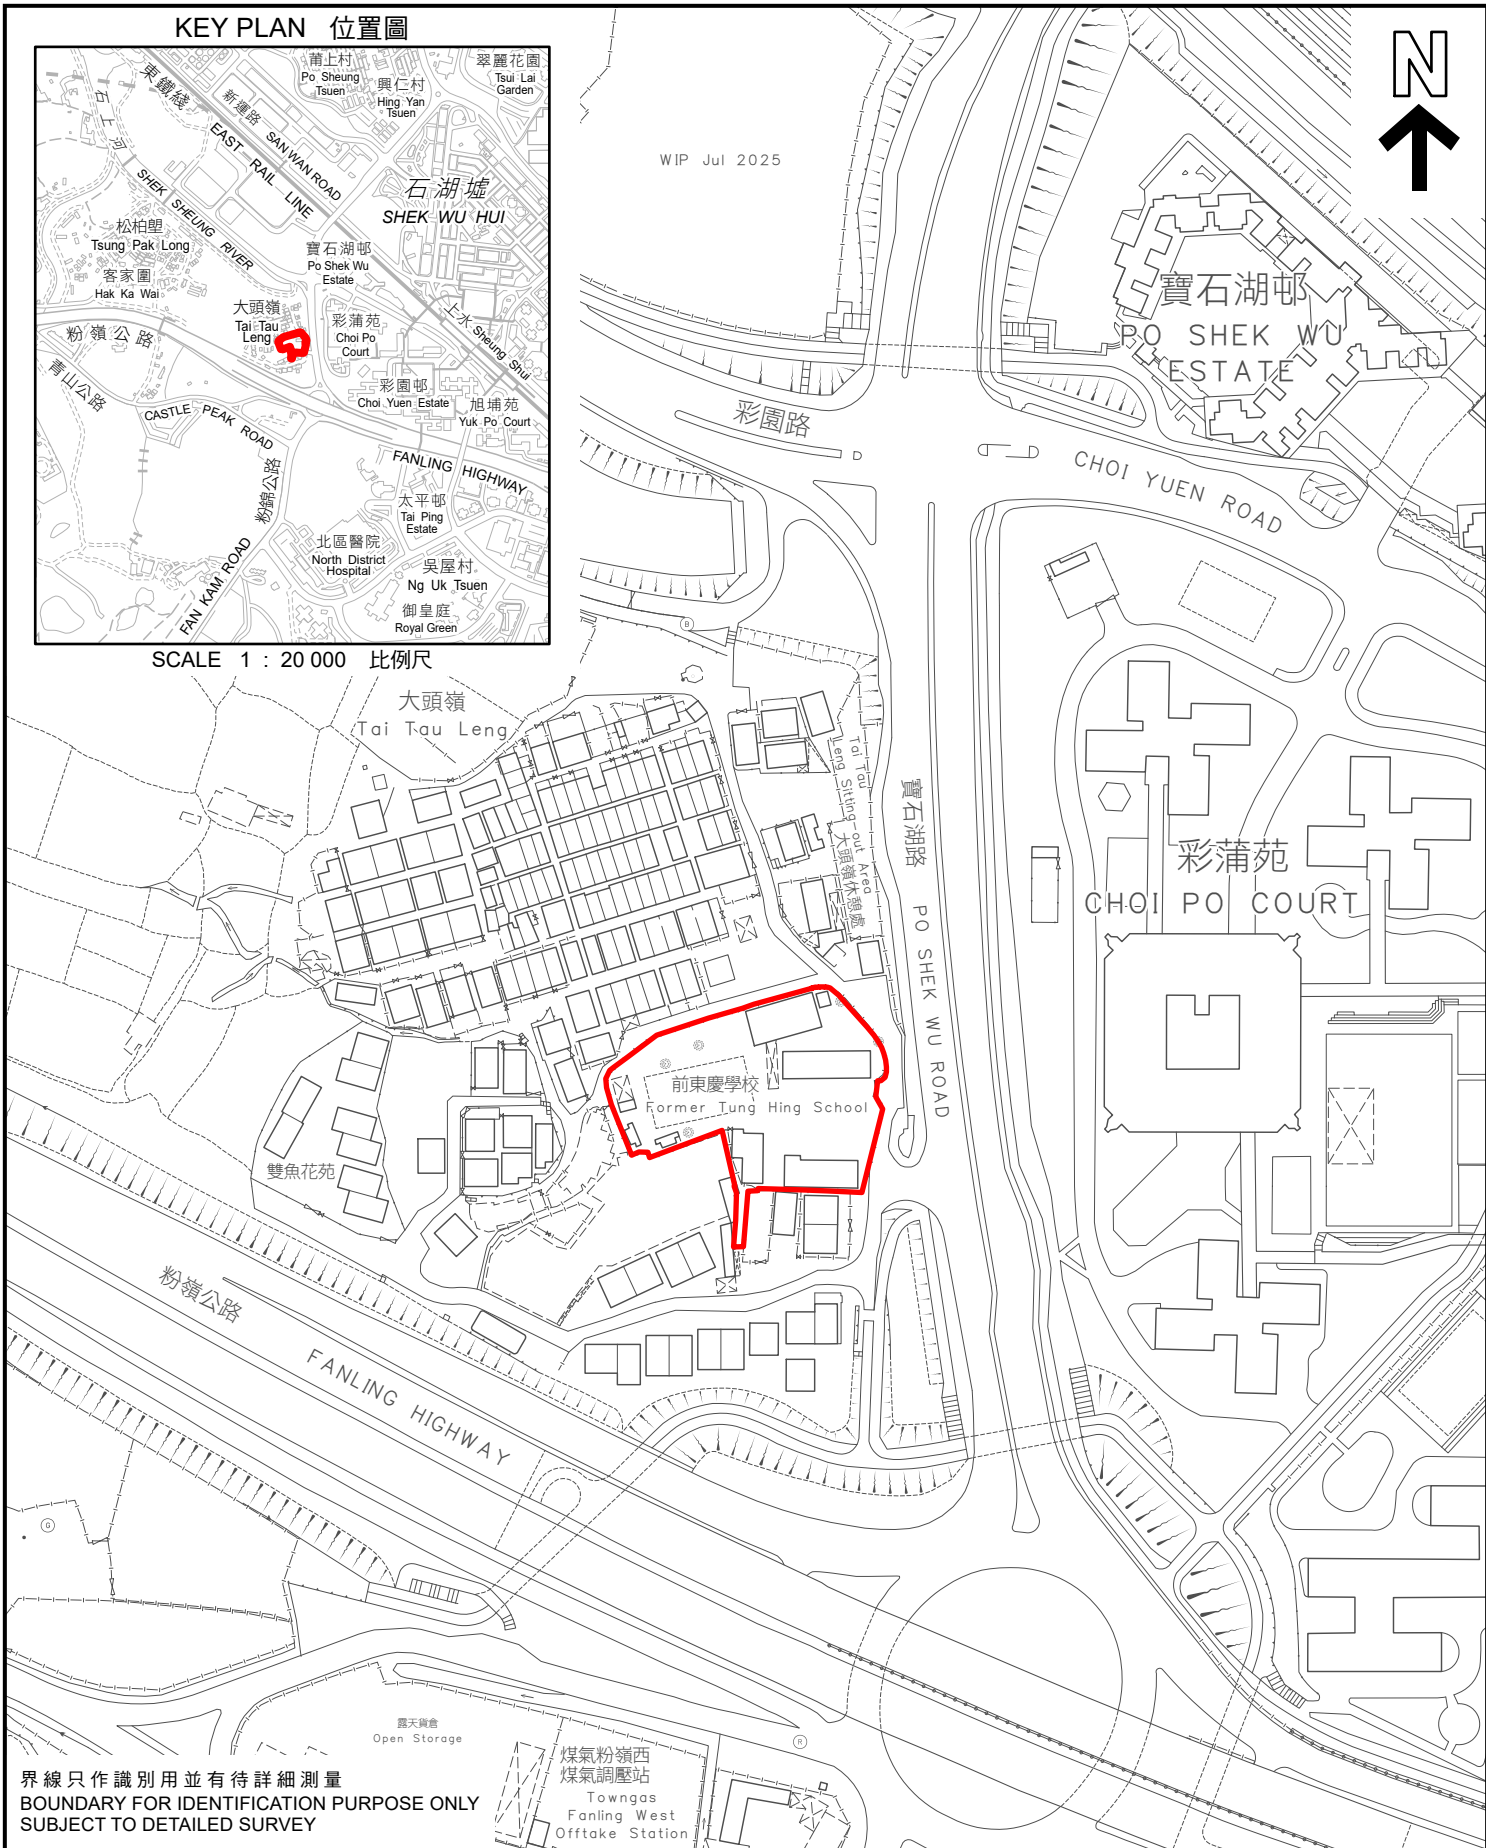 KEY PLAN 位置圖
N
莆上村
Po Sheung
Tsuen
興仁村
Hing Yan
Tsuen
翠麗花園
Tsui Lai
Garden
東鐵綫
EAST RAIL LINE
新運路 SAN WAN ROAD
石上河
SHEK SHEUNG RIVER
石湖墟
SHEK WU HUI
松柏塱
Tsung Pak Long
客家圍
Hak Ka Wai
寶石湖邨
Po Shek Wu
Estate
大頭嶺
Tai Tau
Leng
彩蒲苑
Choi Po
Court
上水 Sheung Shui
粉嶺公路
青山公路
CASTLE PEAK ROAD
彩園邨
Choi Yuen Estate
旭埔苑
Yuk Po Court
FANLING HIGHWAY
粉錦公路
FAN KAM ROAD
太平邨
Tai Ping
Estate
北區醫院
North District
Hospital
吳屋村
Ng Uk Tsuen
御皇庭
Royal Green
SCALE 1 : 20 000 比例尺
WIP Jul 2025
寶石湖邨
PO SHEK WU
ESTATE
彩園路
CHOI YUEN ROAD
B
大頭嶺
Tai Tau Leng
Tai Tau
Leng Sitting-out Area
大頭嶺休憩處
寶石湖路
PO SHEK WU ROAD
彩蒲苑
CHOI PO COURT
前東慶學校
Former Tung Hing School
雙魚花苑
粉嶺公路
FANLING HIGHWAY
G
R
露天貨倉
Open Storage
煤氣粉嶺西
煤氣調壓站
Towngas
Fanling West
Offtake Station
界線只作識別用並有待詳細測量
BOUNDARY FOR IDENTIFICATION PURPOSE ONLY
SUBJECT TO DETAILED SURVEY